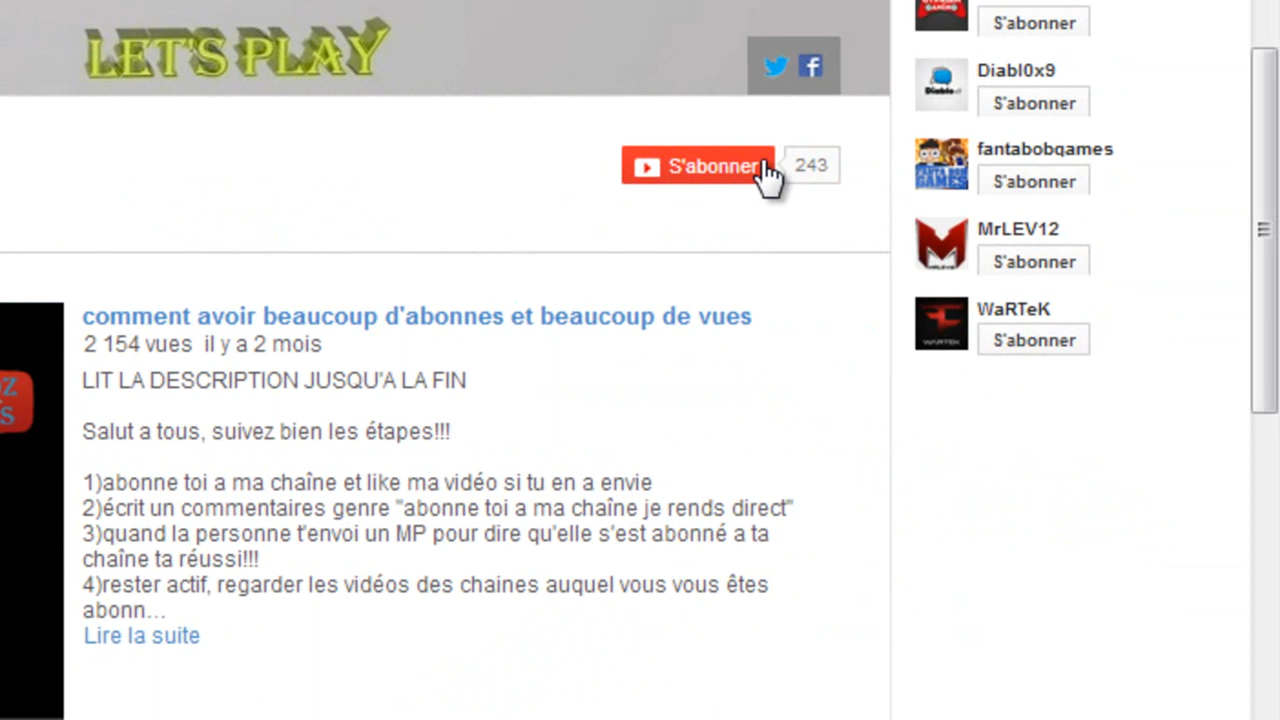 LET'S PLAY
S'abonner 243
comment avoir beaucoup d'abonnes et beaucoup de vues
2 154 vues il y a 2 mois
LIT LA DESCRIPTION JUSQU'A LA FIN
Salut a tous, suivez bien les étapes!!!
1)abonne toi a ma chaîne et like ma vidéo si tu en a envie
2)écrit un commentaires genre "abonne toi a ma chaîne je rends direct"
3)quand la personne t'envoi un MP pour dire qu'elle s'est abonné a ta
chaîne ta réussi!!!
4)rester actif, regarder les vidéos des chaines auquel vous vous êtes
abonn...
Lire la suite
GAMING
S'abonner
Diabl0x9
S'abonner
fantabobgames
S'abonner
MrLEV12
S'abonner
WaRTeK
WARTEK
S'abonner